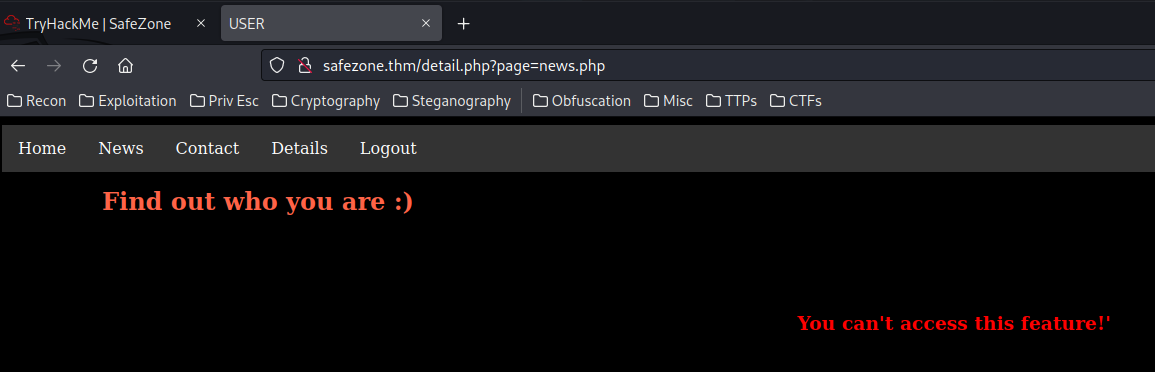 TryHackMe | SafeZone
USER
safezone.thm/detail.php?page=news.php
Recon Exploitation Priv Esc Cryptography Steganography Obfuscation Misc TTPs CTFs
Home News Contact Details Logout
Find out who you are :)
You can't access this feature!'